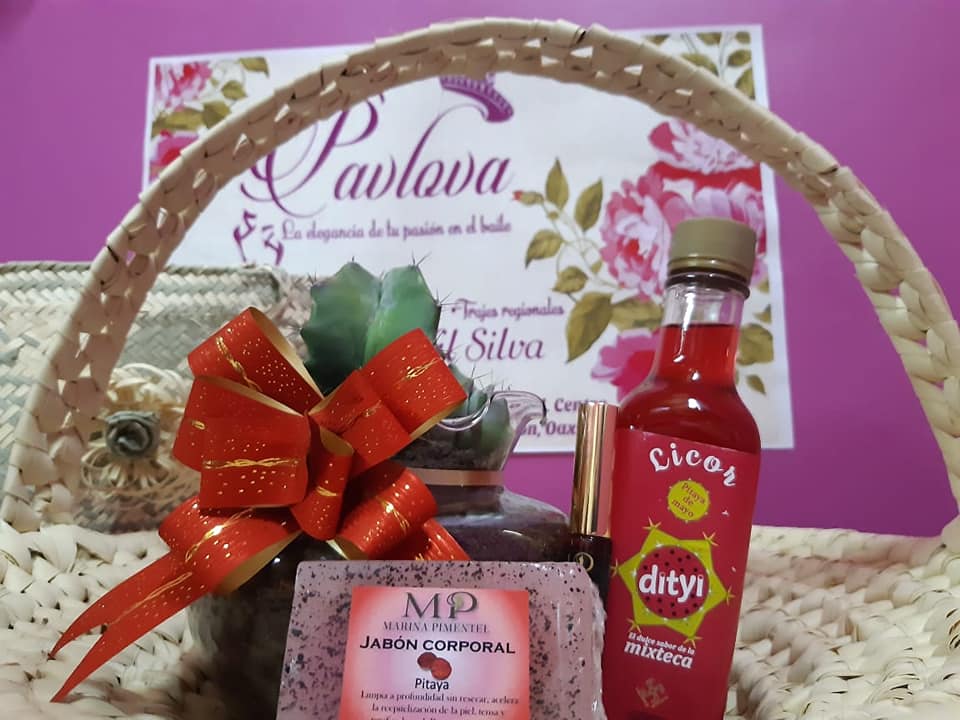 Pavlova
La elegancia de tu pasión en el baile
Trajes regionales
Silva
Oax
Licor
Pitaya
de
mayo
dityi
El dulce sabor de la
mixteca
MP
MARINA PIMENTEL
JABÓN CORPORAL
Pitaya
Limpia a profundidad sin resecar, acelera
la reepitelización de la piel, tersa y